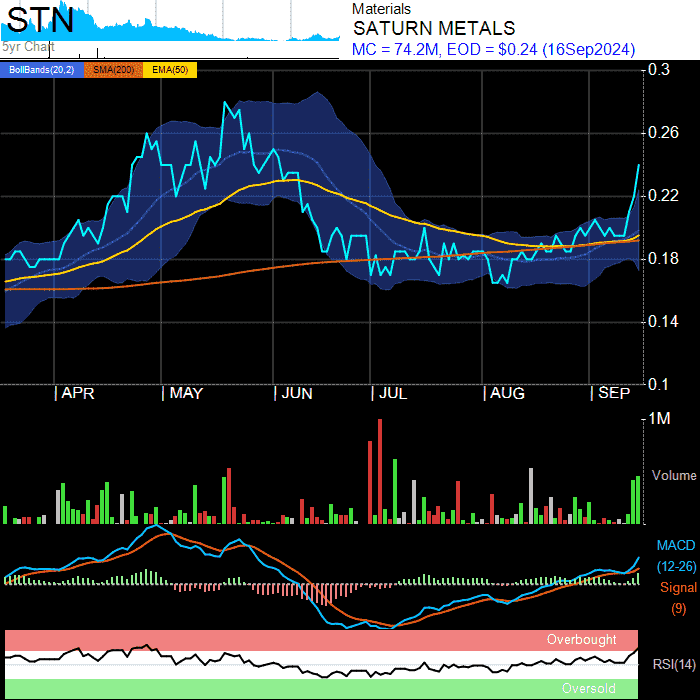 STN
5yr Chart
Materials
SATURN METALS
MC = 74.2M, EOD = $0.24 (16Sep2024)
BollBands(20,2) SMA(200) EMA(50)
0.3
0.26
0.22
0.18
0.14
0.1
| APR | MAY | JUN | JUL | AUG | SEP
1M
Volume
MACD
(12-26)
Signal
(9)
Overbought
RSI(14)
Oversold